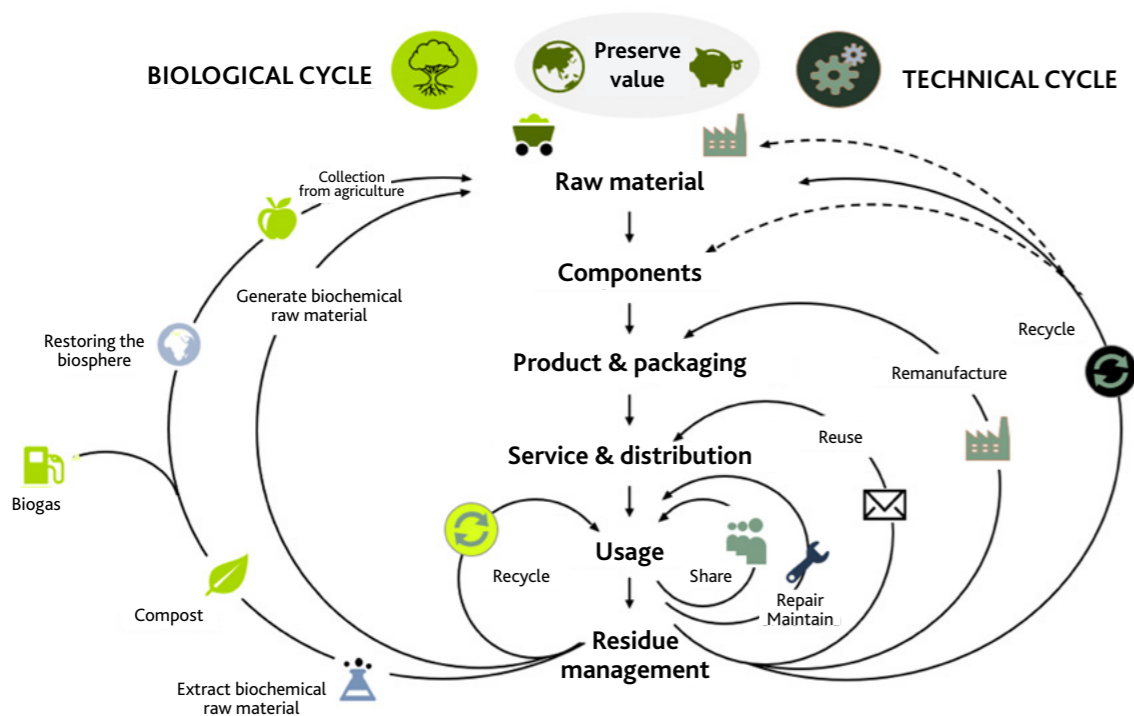 BIOLOGICAL CYCLE
Preserve
value
TECHNICAL CYCLE
Collection
from agriculture
Raw material
Generate biochemical
raw material
Components
Restoring the
biosphere
Product & packaging
Recycle
Remanufacture
Reuse
Service & distribution
Biogas
Usage
Recycle
Share
Repair
Maintain
Compost
Residue
management
Extract biochemical
raw material